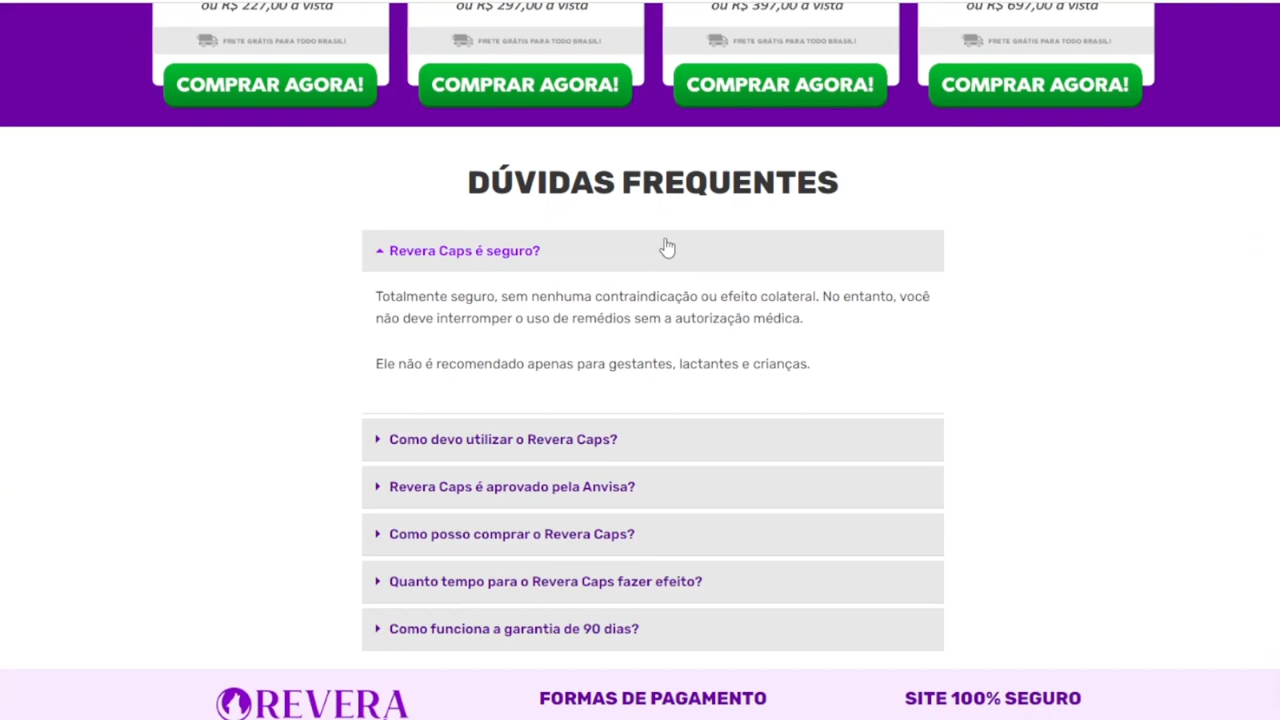 ou R$ 227,00 à vista
ou R$ 297,00 à vista
ou R$ 397,00 à vista
ou R$ 697,00 à vista
FRETE GRÁTIS PARA TODO BRASIL!
FRETE GRÁTIS PARA TODO BRASIL!
FRETE GRÁTIS PARA TODO BRASIL!
FRETE GRÁTIS PARA TODO BRASIL!
COMPRAR AGORA!
COMPRAR AGORA!
COMPRAR AGORA!
COMPRAR AGORA!
DÚVIDAS FREQUENTES
Revera Caps é seguro?
Totalmente seguro, sem nenhuma contraindicação ou efeito colateral. No entanto, você
não deve interromper o uso de remédios sem a autorização médica.
Ele não é recomendado apenas para gestantes, lactantes e crianças.
Como devo utilizar o Revera Caps?
Revera Caps é aprovado pela Anvisa?
Como posso comprar o Revera Caps?
Quanto tempo para o Revera Caps fazer efeito?
Como funciona a garantia de 90 dias?
REVERA
FORMAS DE PAGAMENTO
SITE 100% SEGURO